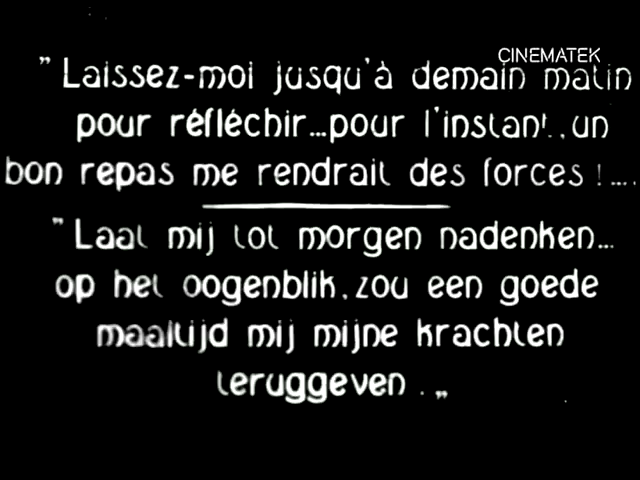 CINEMATEK
" Laissez-moi jusqu'à demain matin
pour réfléchir...pour l'instant..un
bon repas me rendrait des forces !....
" Laat mij tot morgen nadenken...
op het oogenblik, zou een goede
maaltijd mij mijne krachten
teruggeven . „